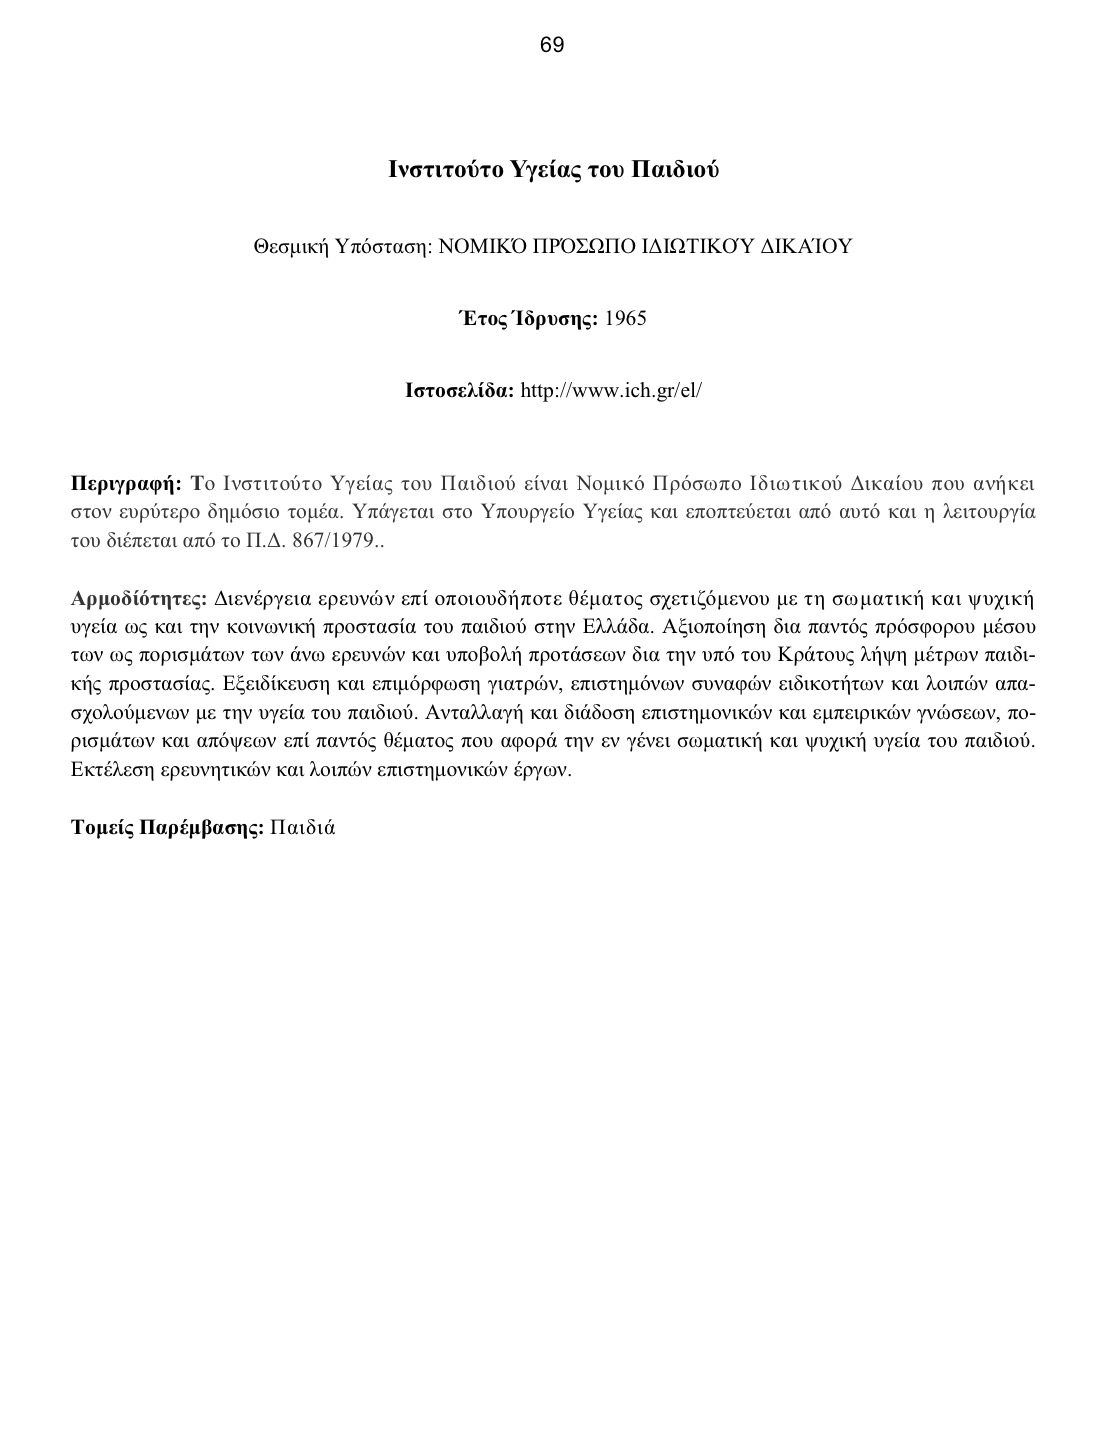 69
Ινστιτούτο Υγείας του Παιδιού
Θεσμική Υπόσταση: ΝΟΜΙΚΌ ΠΡΌΣΩΠΟ ΙΔΙΩΤΙΚΟΎ ΔΙΚΑΊΟΥ
Έτος Ίδρυσης: 1965
Ιστοσελίδα: http://www.ich.gr/el/
Περιγραφή: Το Ινστιτούτο Υγείας του Παιδιού είναι Νομικό Πρόσωπο Ιδιωτικού Δικαίου που ανήκει
στον ευρύτερο δημόσιο τομέα. Υπάγεται στο Υπουργείο Υγείας και εποπτεύεται από αυτό και η λειτουργία
του διέπεται από το Π.Δ. 867/1979..
Αρμοδίότητες: Διενέργεια ερευνών επί οποιουδήποτε θέματος σχετιζόμενου με τη σωματική και ψυχική
υγεία ως και την κοινωνική προστασία του παιδιού στην Ελλάδα. Αξιοποίηση δια παντός πρόσφορου μέσου
των ως πορισμάτων των άνω ερευνών και υποβολή προτάσεων δια την υπό του Κράτους λήψη μέτρων παιδι-
κής προστασίας. Εξειδίκευση και επιμόρφωση γιατρών, επιστημόνων συναφών ειδικοτήτων και λοιπών απα-
σχολούμενων με την υγεία του παιδιού. Ανταλλαγή και διάδοση επιστημονικών και εμπειρικών γνώσεων, πο-
ρισμάτων και απόψεων επί παντός θέματος που αφορά την εν γένει σωματική και ψυχική υγεία του παιδιού.
Εκτέλεση ερευνητικών και λοιπών επιστημονικών έργων.
Τομείς Παρέμβασης: Παιδιά